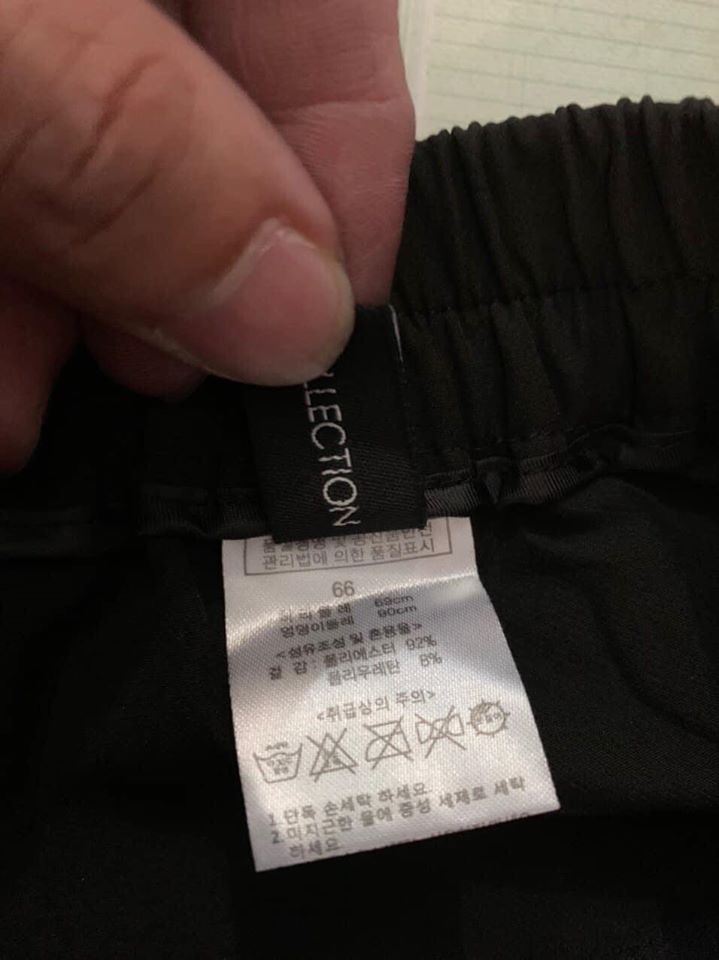 LLECTION
관리법에 의한 품질표시
66
허리둘레 69cm
엉덩이둘레 90cm
<섬유조성 및 혼용율>
겉 감 : 폴리에스터 92%
폴리우레탄 8%
<취급상의 주의>
1.단독 손세탁 하세요
2.미지근한 물에 중성 세제로 세탁
하세요